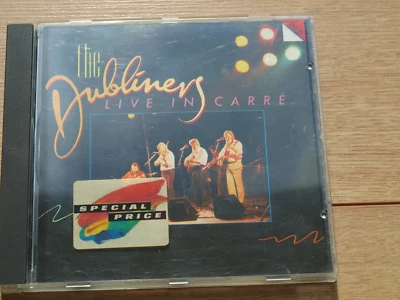 the
Dubliners
LIVE IN CARRÉ
SPECIAL
PRICE